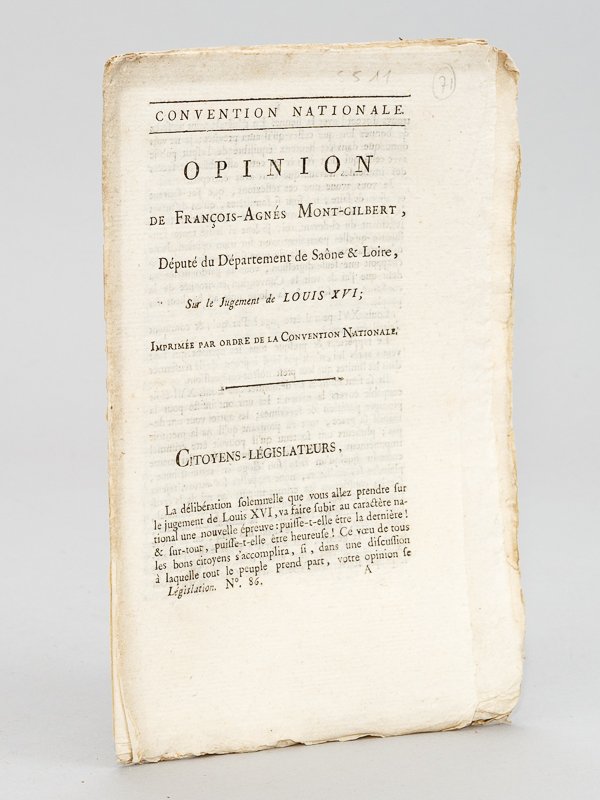 C S 11
71
CONVENTION NATIONALE.
OPINION
DE FRANÇOIS-AGNÉS MONT-GILBERT,
Député du Département de Saône & Loire,
Sur le Jugement de LOUIS XVI;
IMPRIMÉE PAR ORDRE DE LA CONVENTION NATIONALE.
CITOYENS-LÉGISLATEURS,
La délibération solemnelle que vous allez prendre sur
le jugement de Louis XVI, va faire subir au caractère na-
tional une nouvelle épreuve : puisse-t-elle être la dernière !
& sur-tout, puisse-t-elle être heureuse ! Ce vœu de tous
les bons citoyens s'accomplira, si, dans une discussion
à laquelle tout le peuple prend part, votre opinion se
Législation. N°. 86. A